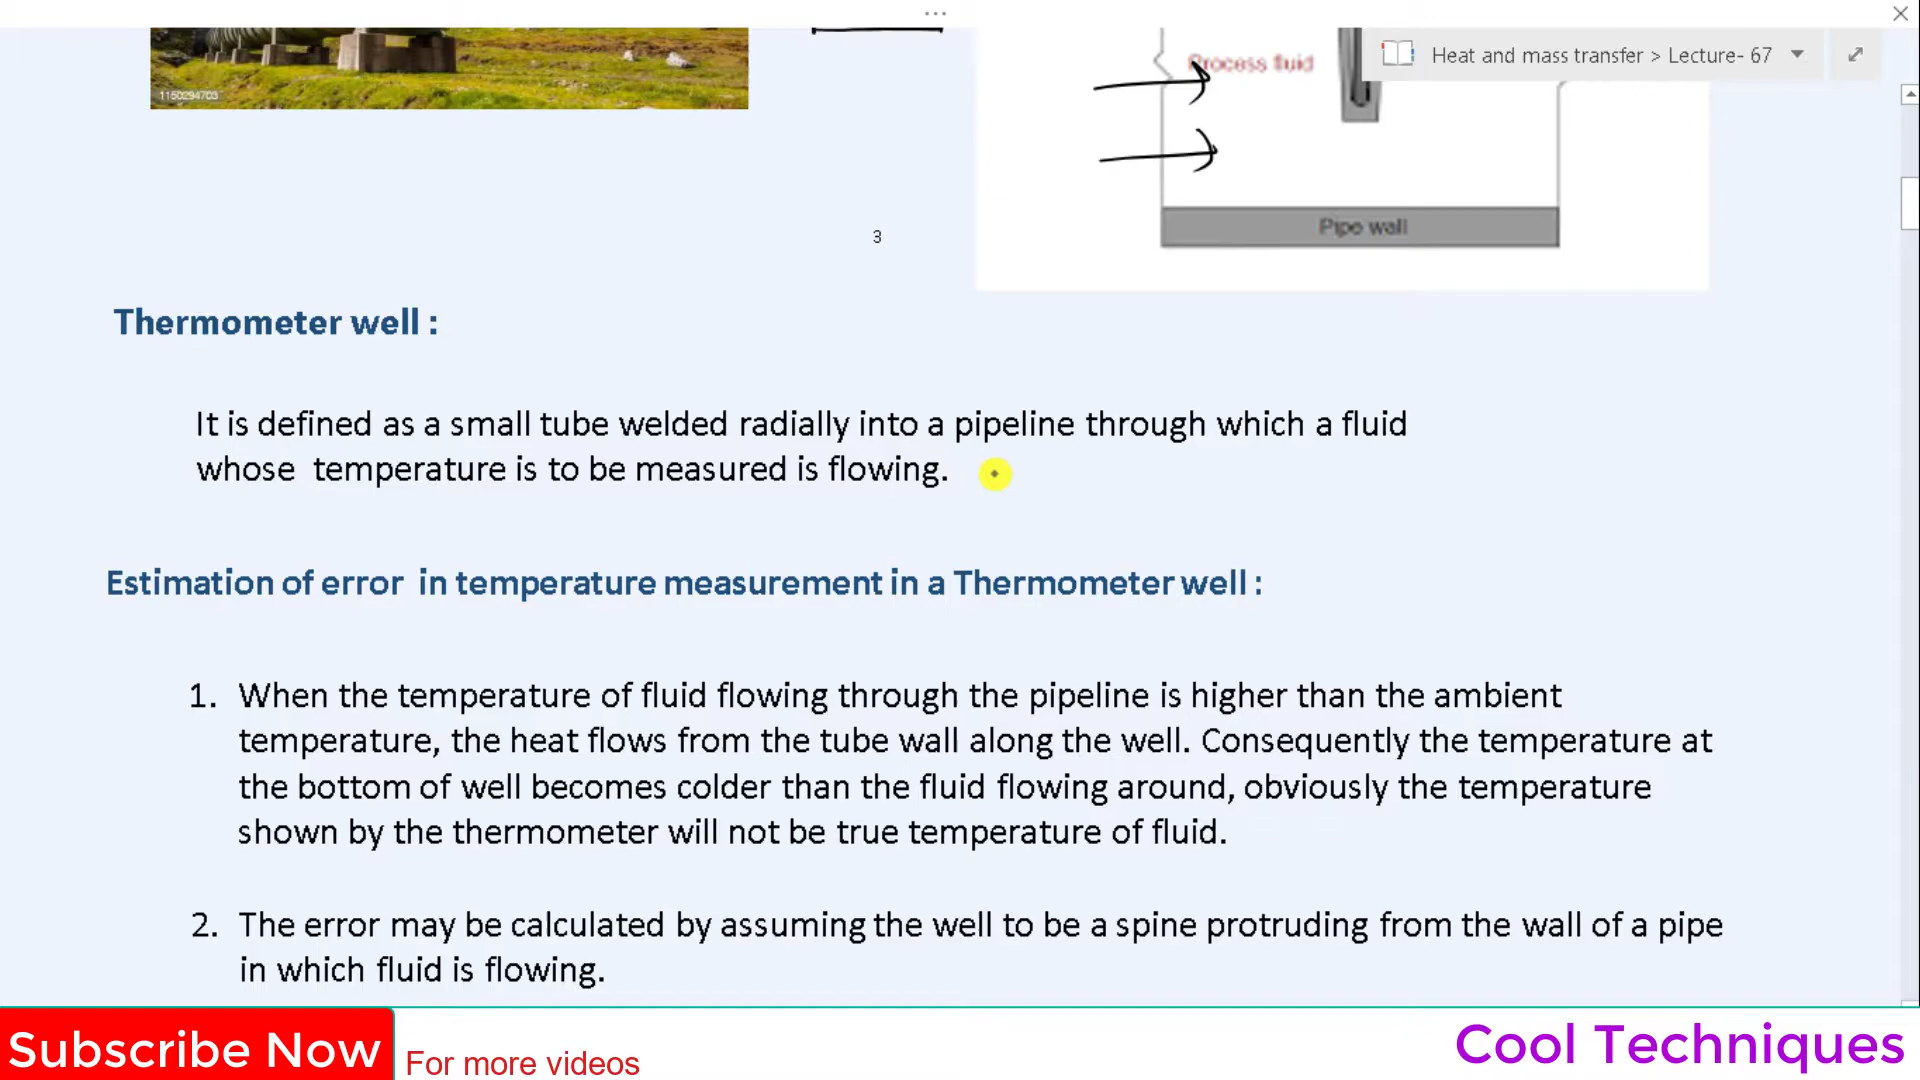 ...
Heat and mass transfer > Lecture- 67
Process fluid
1150294703
Pipe wall
3
Thermometer well :
It is defined as a small tube welded radially into a pipeline through which a fluid
whose temperature is to be measured is flowing.
Estimation of error in temperature measurement in a Thermometer well :
1. When the temperature of fluid flowing through the pipeline is higher than the ambient
temperature, the heat flows from the tube wall along the well. Consequently the temperature at
the bottom of well becomes colder than the fluid flowing around, obviously the temperature
shown by the thermometer will not be true temperature of fluid.
2. The error may be calculated by assuming the well to be a spine protruding from the wall of a pipe
in which fluid is flowing.
Subscribe Now
For more videos
Cool Techniques